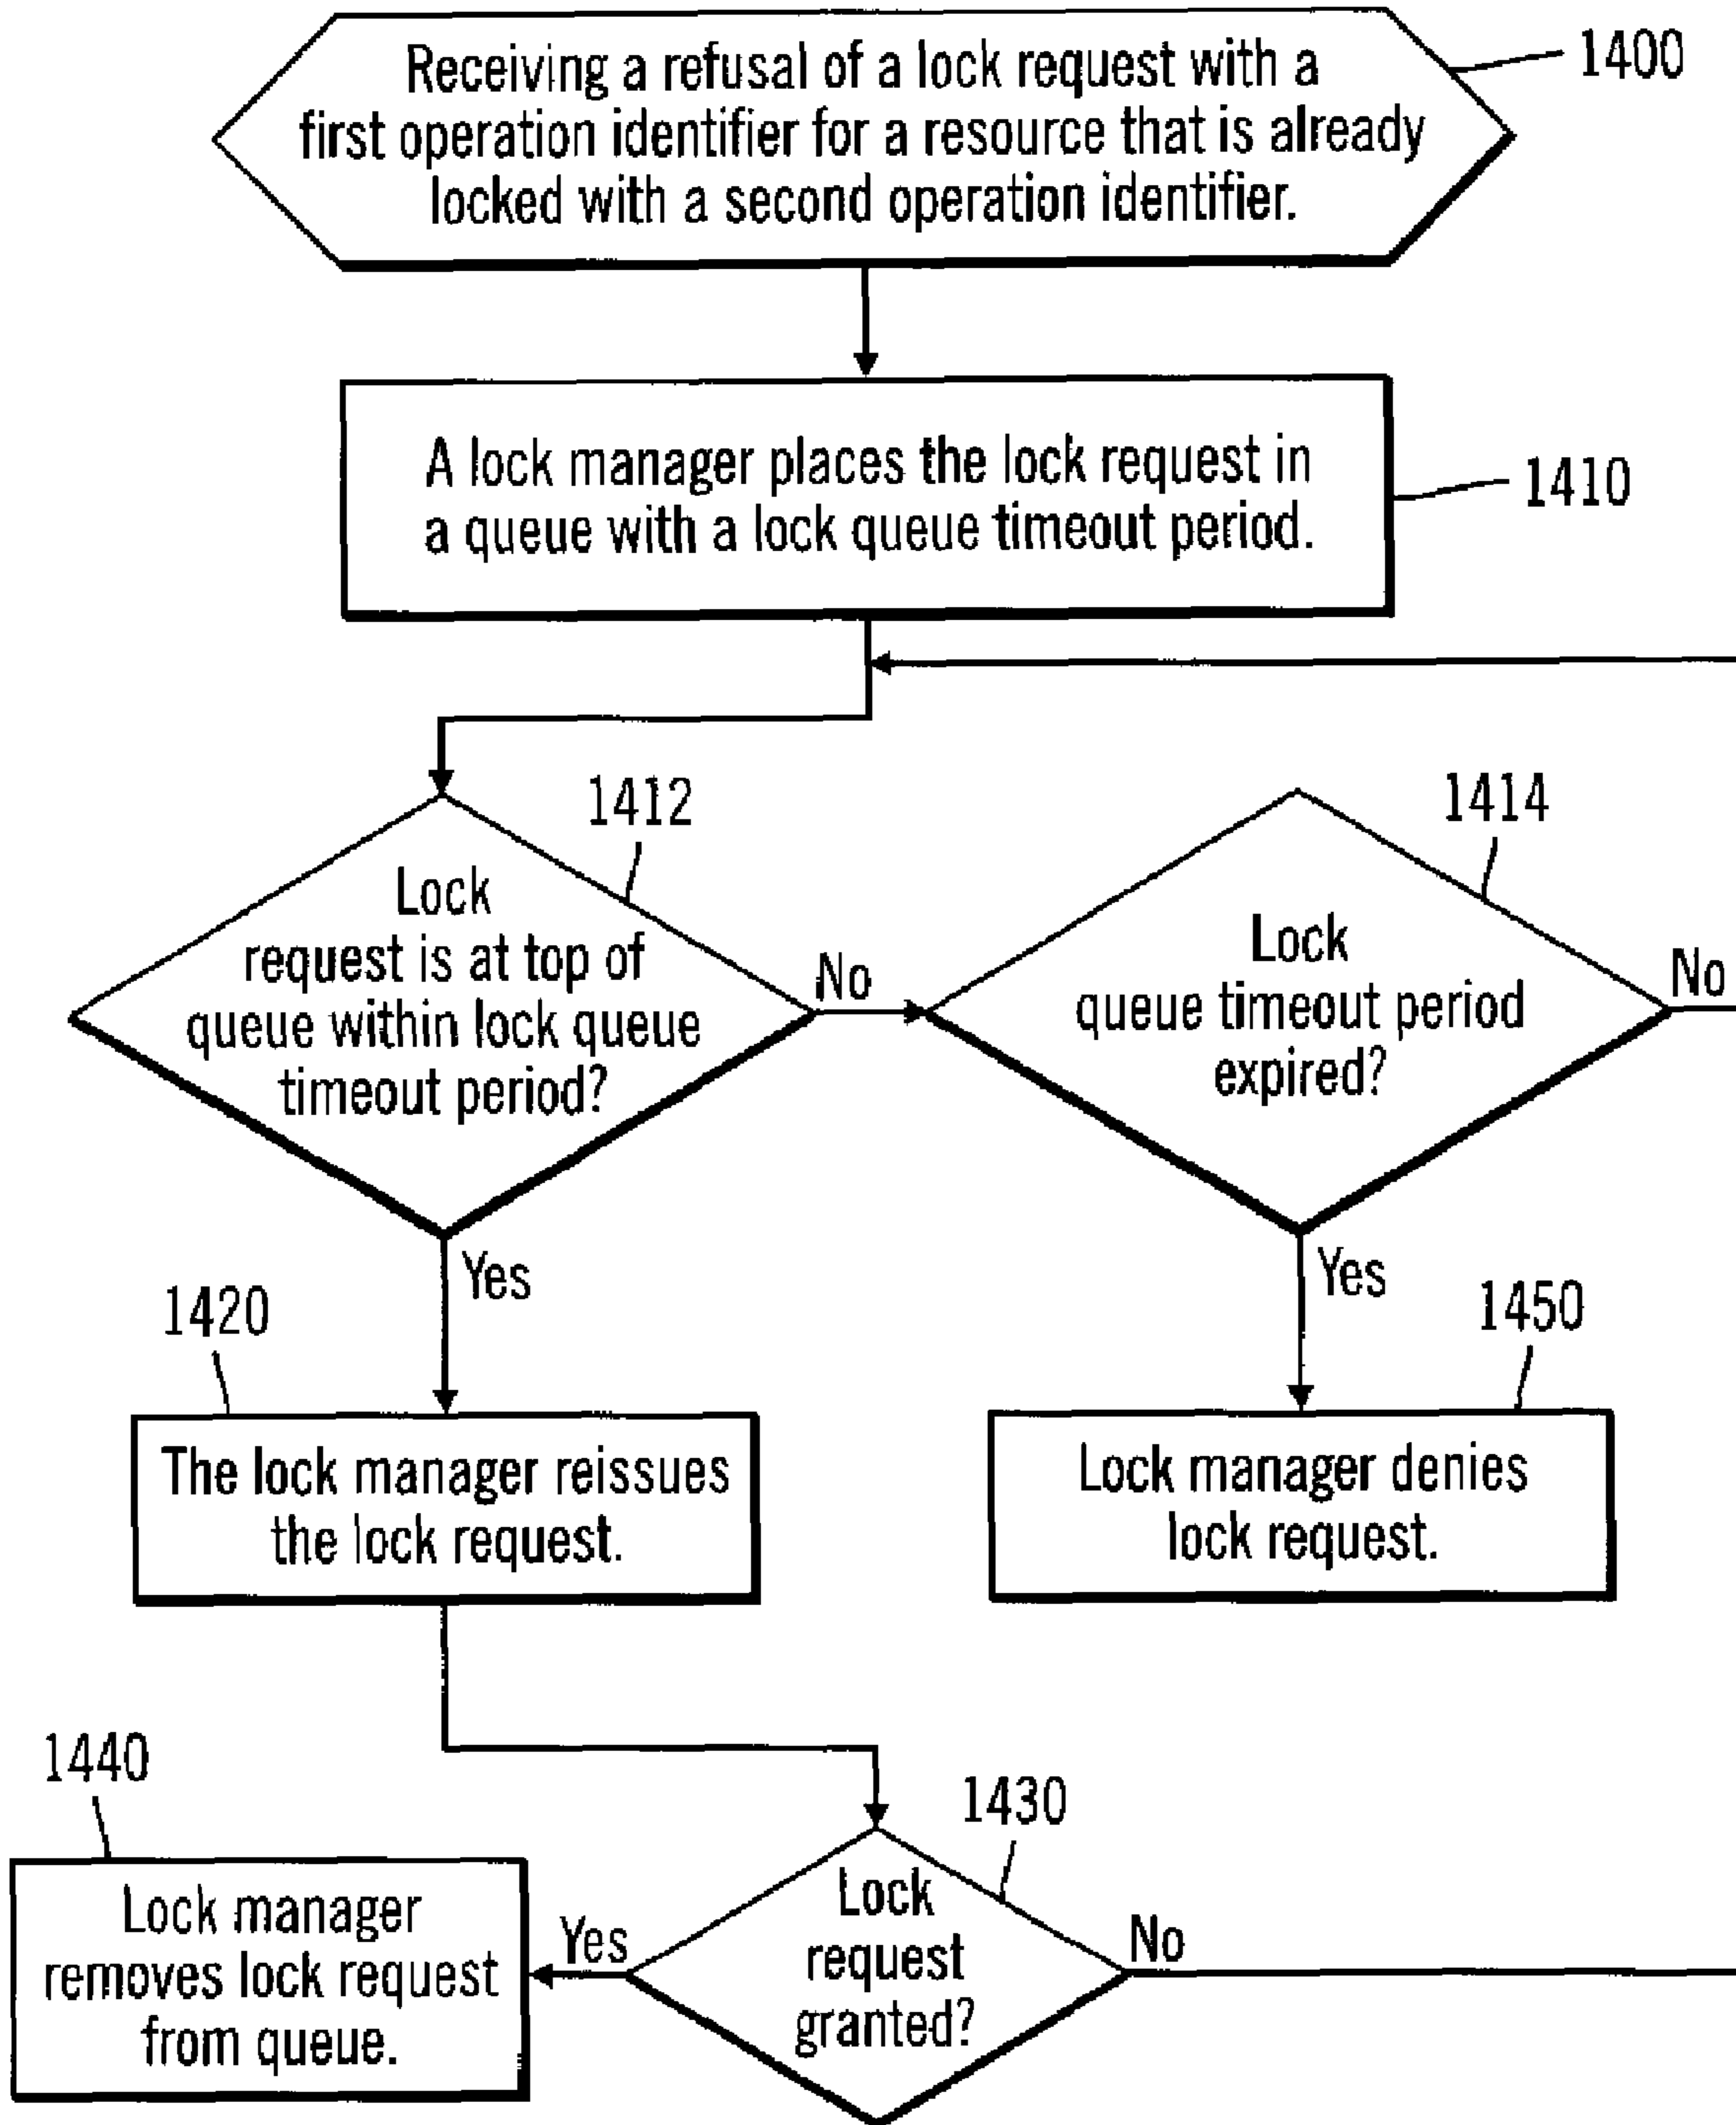 Receiving a refusal of a lock request with a
first operation identifier for a resource that is already
locked with a second operation identifier.
1400
A lock manager places the lock request in
a queue with a lock queue timeout period.
1410
1412
Lock
request is at top of
queue within lock queue
timeout period?
No
Yes
1414
Lock
queue timeout period
expired?
No
Yes
1420
The lock manager reissues
the lock request.
1450
Lock manager denies
lock request.
1440
Lock manager
removes lock request
from queue.
1430
Lock
request
granted?
Yes
No